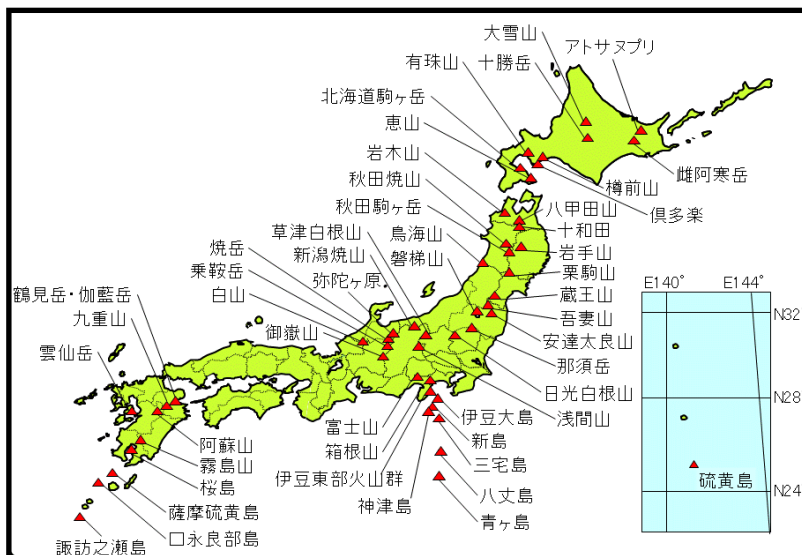 大雪山
アトサヌプリ
有珠山
十勝岳
北海道駒ヶ岳
恵山
岩木山
雌阿寒岳
秋田焼山
樽前山
倶多楽
秋田駒ヶ岳
八甲田山
草津白根山
鳥海山
十和田
焼岳
新潟焼山
磐梯山
岩手山
乗鞍岳
弥陀ヶ原
栗駒山
鶴見岳・伽藍岳
白山
蔵王山
E140°
E144°
九重山
御嶽山
吾妻山
N32
雲仙岳
安達太良山
那須岳
日光白根山
N28
富士山
伊豆大島
浅間山
阿蘇山
箱根山
新島
霧島山
伊豆東部火山群
三宅島
硫黄島
桜島
神津島
八丈島
N24
薩摩硫黄島
青ヶ島
口永良部島
諏訪之瀬島